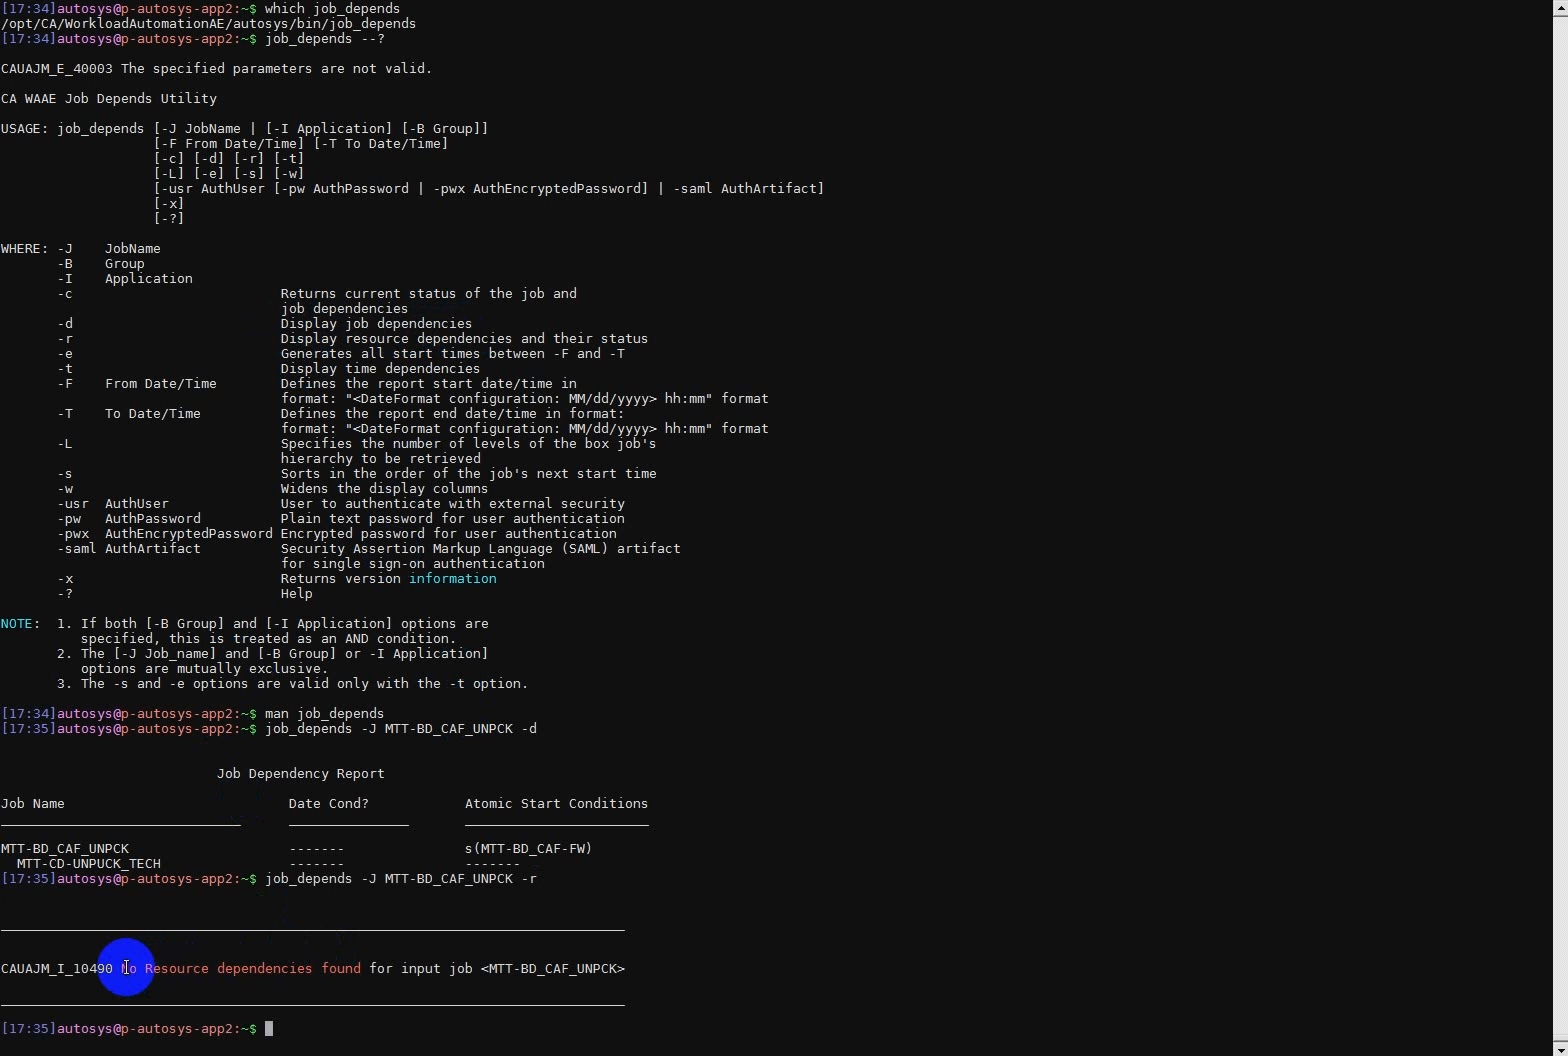 [17:34]autosys@p-autosys-app2:~$ which job_depends
/opt/CA/WorkloadAutomationAE/autosys/bin/job_depends
[17:34]autosys@p-autosys-app2:~$ job_depends --?
CAUAJM_E_40003 The specified parameters are not valid.
CA WAAE Job Depends Utility
USAGE: job_depends [-J JobName | [-I Application] [-B Group]]
[-F From Date/Time] [-T To Date/Time]
[-c] [-d] [-r] [-t]
[-L] [-e] [-s] [-w]
[-usr AuthUser [-pw AuthPassword | -pwx AuthEncryptedPassword] | -saml AuthArtifact]
[-x]
[-?]
WHERE: -J    JobName
-B    Group
-I    Application
-c                          Returns current status of the job and
job dependencies
-d                          Display job dependencies
-r                          Display resource dependencies and their status
-e                          Generates all start times between -F and -T
-t                          Display time dependencies
-F    From Date/Time        Defines the report start date/time in
format: "<DateFormat configuration: MM/dd/yyyy> hh:mm" format
-T    To Date/Time          Defines the report end date/time in format:
format: "<DateFormat configuration: MM/dd/yyyy> hh:mm" format
-L                          Specifies the number of levels of the box job's
hierarchy to be retrieved
-s                          Sorts in the order of the job's next start time
-w                          Widens the display columns
-usr  AuthUser              User to authenticate with external security
-pw   AuthPassword          Plain text password for user authentication
-pwx  AuthEncryptedPassword Encrypted password for user authentication
-saml AuthArtifact          Security Assertion Markup Language (SAML) artifact
for single sign-on authentication
-x                          Returns version information
-?                          Help
NOTE:  1. If both [-B Group] and [-I Application] options are
specified, this is treated as an AND condition.
2. The [-J Job_name] and [-B Group] or -I Application]
options are mutually exclusive.
3. The -s and -e options are valid only with the -t option.
[17:34]autosys@p-autosys-app2:~$ man job_depends
[17:35]autosys@p-autosys-app2:~$ job_depends -J MTT-BD_CAF_UNPCK -d
Job Dependency Report
Job Name                            Date Cond?            Atomic Start Conditions
MTT-BD_CAF_UNPCK                    -------               s(MTT-BD_CAF-FW)
MTT-CD-UNPUCK_TECH                -------               -------
[17:35]autosys@p-autosys-app2:~$ job_depends -J MTT-BD_CAF_UNPCK -r
CAUAJM_I_10490 No Resource dependencies found for input job <MTT-BD_CAF_UNPCK>
[17:35]autosys@p-autosys-app2:~$